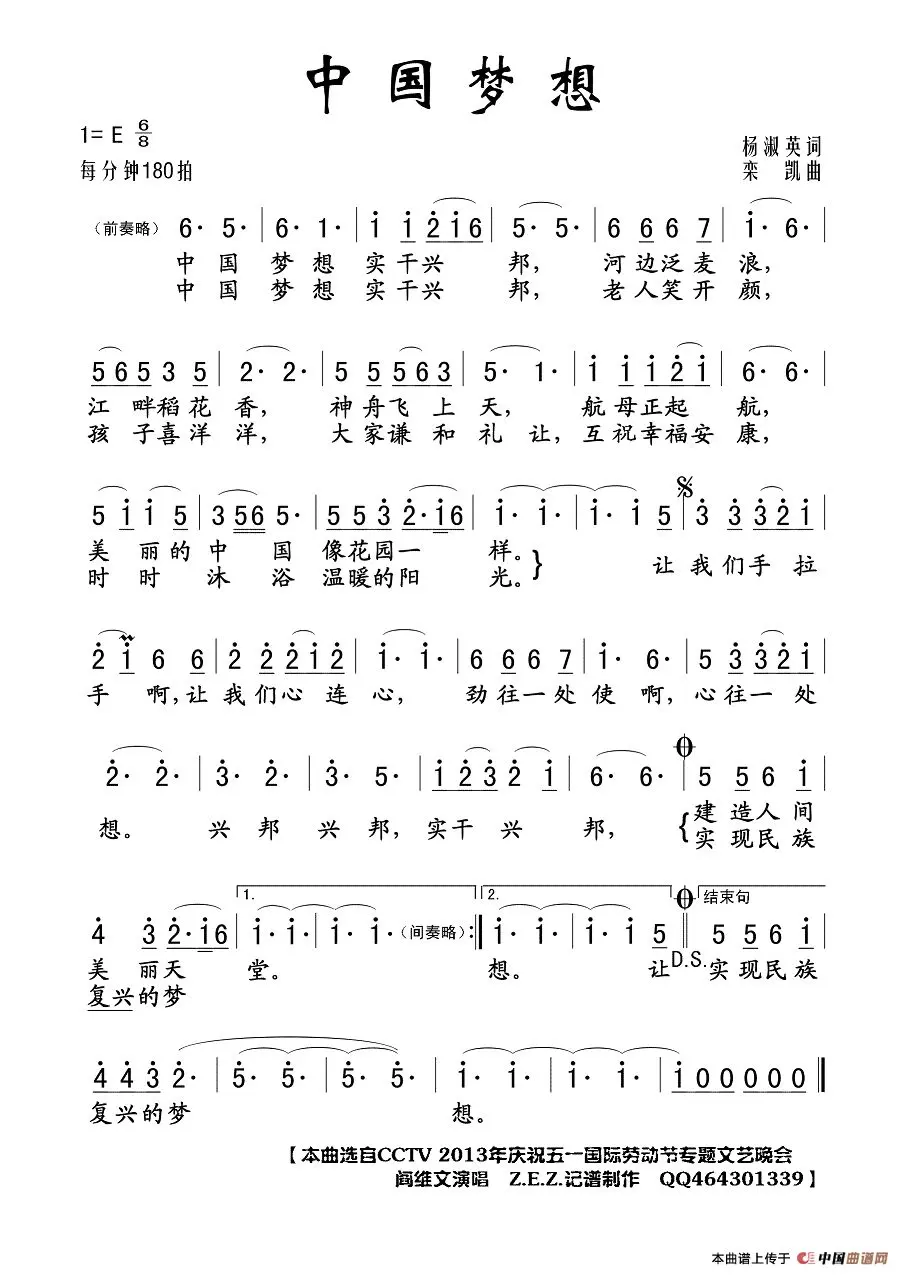 中国梦想
1= E 6/8
杨淑英词
每分钟180拍
栾 凯曲
（前奏略） 6· 5· | 6· 1· | i i 2 i 6 | 5· 5· | 6 6 6 7 | i· 6· |
中 国 梦 想 实干兴 邦， 河边泛麦 浪，
中 国 梦 想 实干兴 邦， 老人笑开 颜，
5 6 5 3 5 | 2· 2· | 5 5 5 6 3 | 5· 1· | i i i 2 i | 6· 6· |
江 畔稻花 香， 神舟飞 上 天， 航母正起 航，
孩 子喜洋 洋， 大家谦 和 礼 让，互祝幸福安 康，
5 i i 5 | 3 5 6 5· | 5 5 3 2· i 6 | i· i· | i· i 5 | 3 3 3 2 i |
美 丽的 中 国 像花园一 样。
时 时 沐 浴 温暖的阳 光。} 让 我们手 拉
2 i 6 6 | 2 2 2 i 2 | i· i· | 6 6 6 7 | i· 6· | 5 3 3 2 i |
手 啊，让 我们心 连 心， 劲往一处 使 啊，心往一 处
2· 2· | 3· 2· | 3· 5· | i 2 3 2 i | 6· 6· | 5 5 6 i |
建 造人 间
想。 兴 邦 兴 邦，实干 兴 邦， {
实现民 族
1. 2. 结束句
4 3 2· i 6 | i· i· | i· i· （间奏略） :| i· i· | i· i 5 || 5 5 6 i |
美 丽天 堂。 想。 让D.S.实现民 族
复兴的梦
4 4 3 2· | 5· 5· | 5· 5· | i· i· | i· i· | i 0 0 0 0 0 |
复兴的梦 想。
【本曲选自CCTV 2013年庆祝五一国际劳动节专题文艺晚会
阎维文演唱 Z.E.Z.记谱制作 QQ464301339】
本曲谱上传于 中国曲谱网